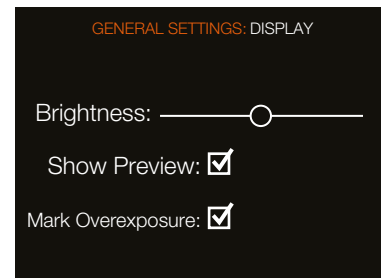 GENERAL SETTINGS: DISPLAY
Brightness:
Show Preview:
Mark Overexposure: